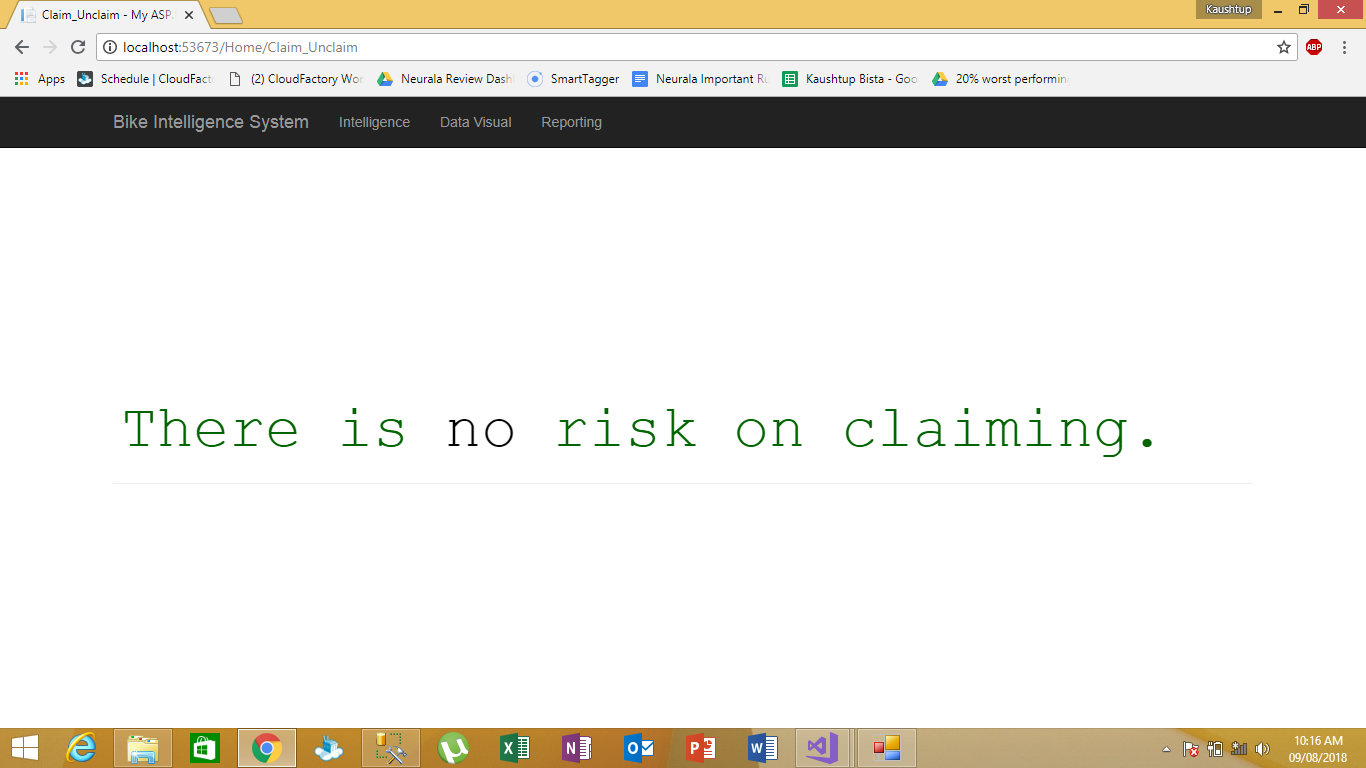 Claim_Unclaim - My ASP.
Kaushtup
localhost:53673/Home/Claim_Unclaim
ABP
Apps Schedule | CloudFact (2) CloudFactory Wor Neurala Review Dash SmartTagger Neurala Important Ru Kaushtup Bista - Goo 20% worst performin
Bike Intelligence System Intelligence Data Visual Reporting
There is no risk on claiming.
10:16 AM
09/08/2018